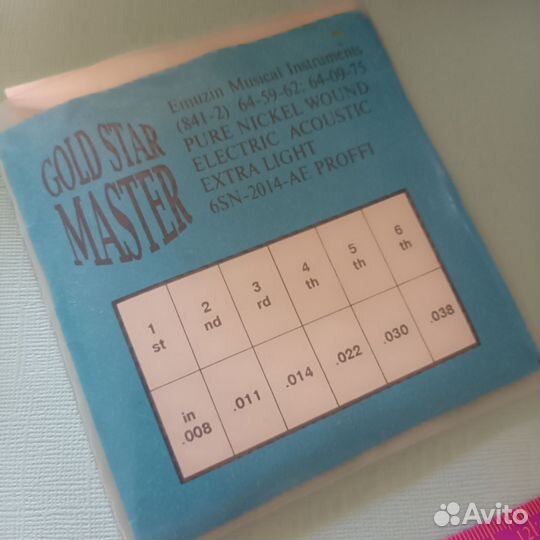 GOLD STAR
MASTER
Emuzin Musical Instruments
(841-2) 64-59-62; 64-09-75
PURE NICKEL WOUND
ELECTRIC ACOUSTIC
EXTRA LIGHT
6SN-2014-AE PROFFI
1 st 2 nd 3 rd 4 th 5 th 6 th
in .008 .011 .014 .022 .030 .038
Avito